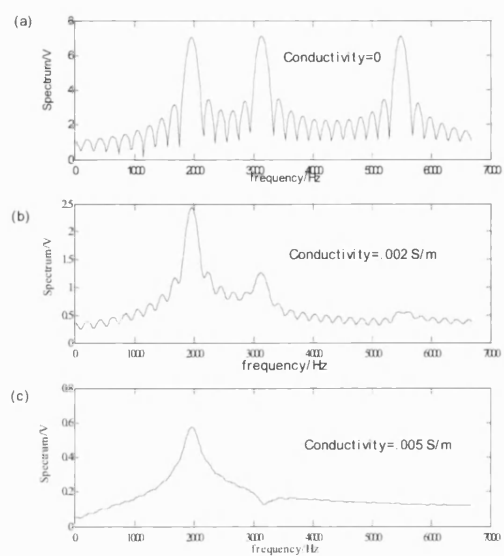 (a)
8
6
4
2
0
Spectrum/V
Conductivity=0
0 1000 2000 3000 4000 5000 6000 7000
frequency/Hz
(b)
2.5
2
1.5
1
0.5
0
Spectrum/V
Conductivity=.002 S/m
0 1000 2000 3000 4000 5000 6000 7000
frequency/Hz
(c)
0.8
0.6
0.4
0.2
0
Spectrum/V
Conductivity=.005 S/m
0 1000 2000 3000 4000 5000 6000 7000
frequency/Hz